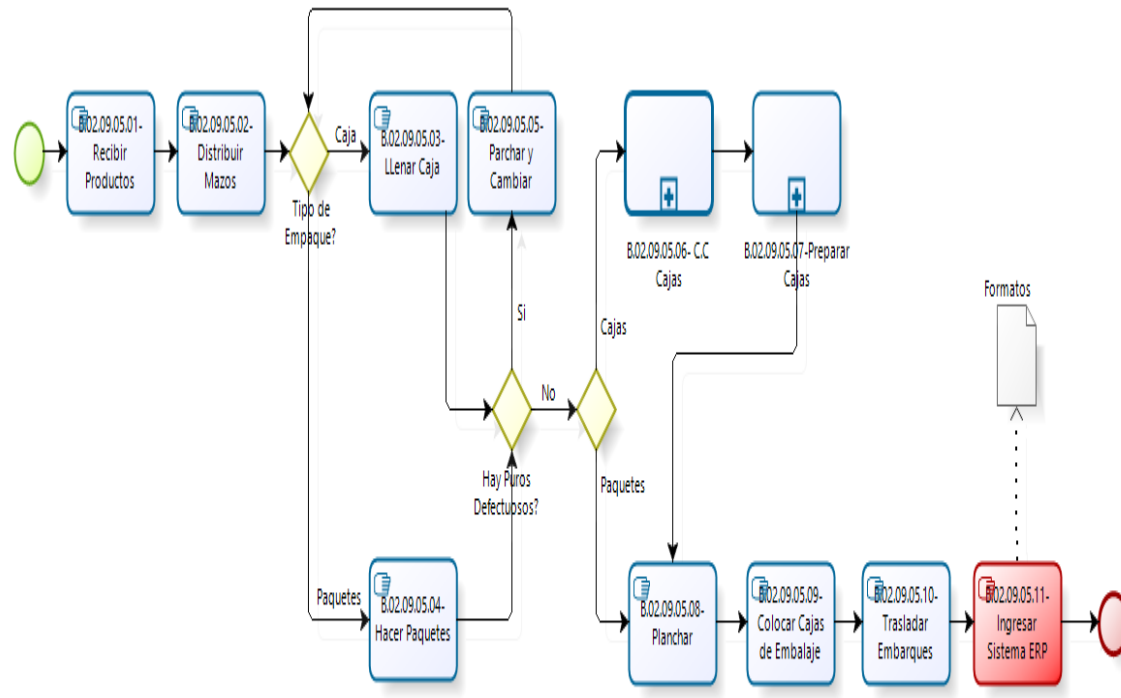 B.02.09.05.01-
Recibir
Productos
B.02.09.05.02-
Distribuir
Mazos
Tipo de
Empaque?
Caja
B.02.09.05.03-
LLenar Caja
B.02.09.05.05-
Parchar y
Cambiar
Si
Hay Puros
Defectuosos?
No
Paquetes
B.02.09.05.04-
Hacer Paquetes
Cajas
B.02.09.05.06- C.C
Cajas
B.02.09.05.07-Preparar
Cajas
Paquetes
B.02.09.05.08-
Planchar
B.02.09.05.09-
Colocar Cajas
de Embalaje
B.02.09.05.10-
Trasladar
Embarques
B.02.09.05.11-
Ingresar
Sistema ERP
Formatos